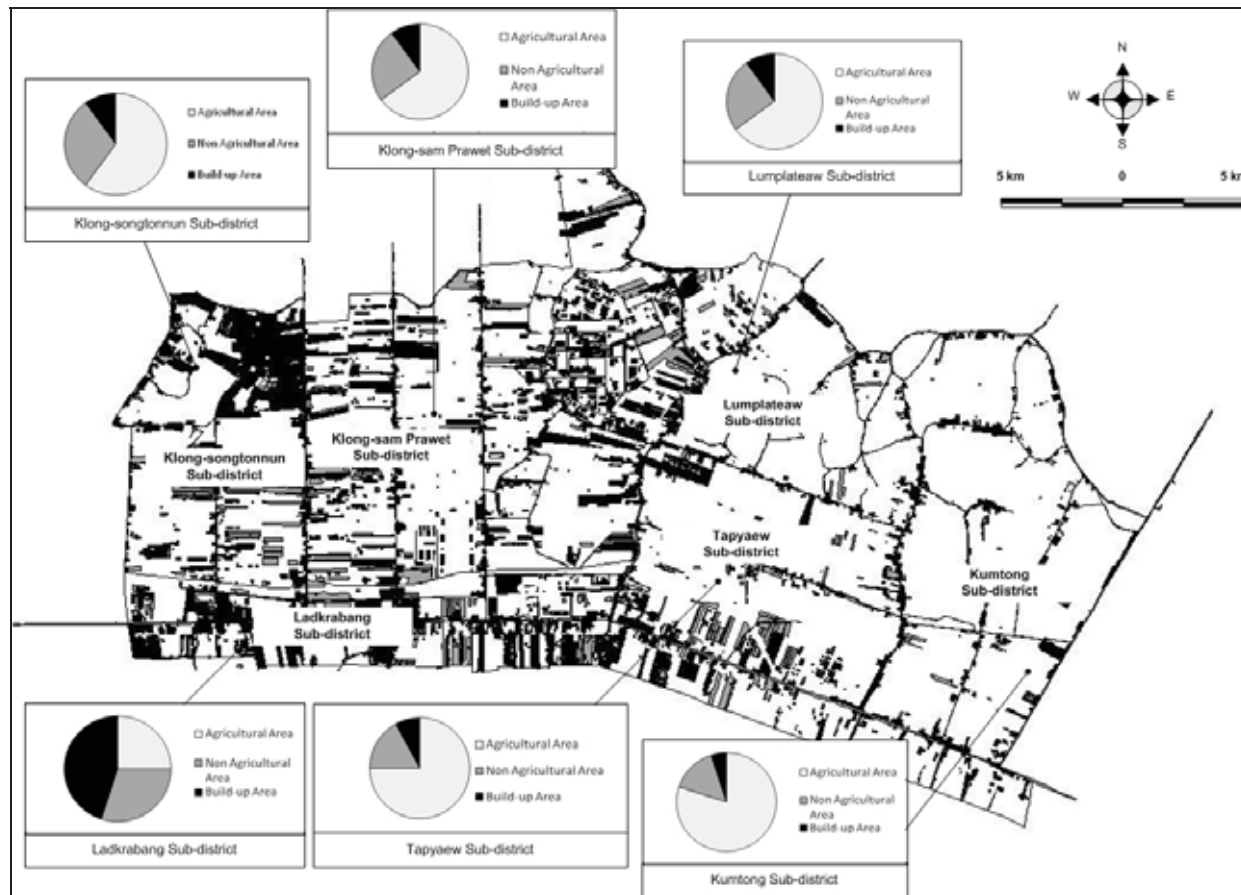 Agricultural Area
Non Agricultural
Area
Build-up Area
Klong-sam Prawet Sub-district
Agricultural Area
Non Agricultural
Area
Build-up Area
Lumplateaw Sub-district
N
W E
S
5 km 0 5 km
Agricultural Area
Non Agricultural Area
Build-up Area
Klong-songtonnun Sub-district
Lumplateaw
Sub-district
Klong-sam Prawet
Sub-district
Klong-songtonnun
Sub-district
Tapyaew
Sub-district
Kumtong
Sub-district
Ladkrabang
Sub-district
Agricultural Area
Non Agricultural
Area
Build-up Area
Ladkrabang Sub-district
Agricultural Area
Non Agricultural Area
Build-up Area
Tapyaew Sub-district
Agricultural Area
Non Agricultural
Area
Build-up Area
Kumtong Sub-district